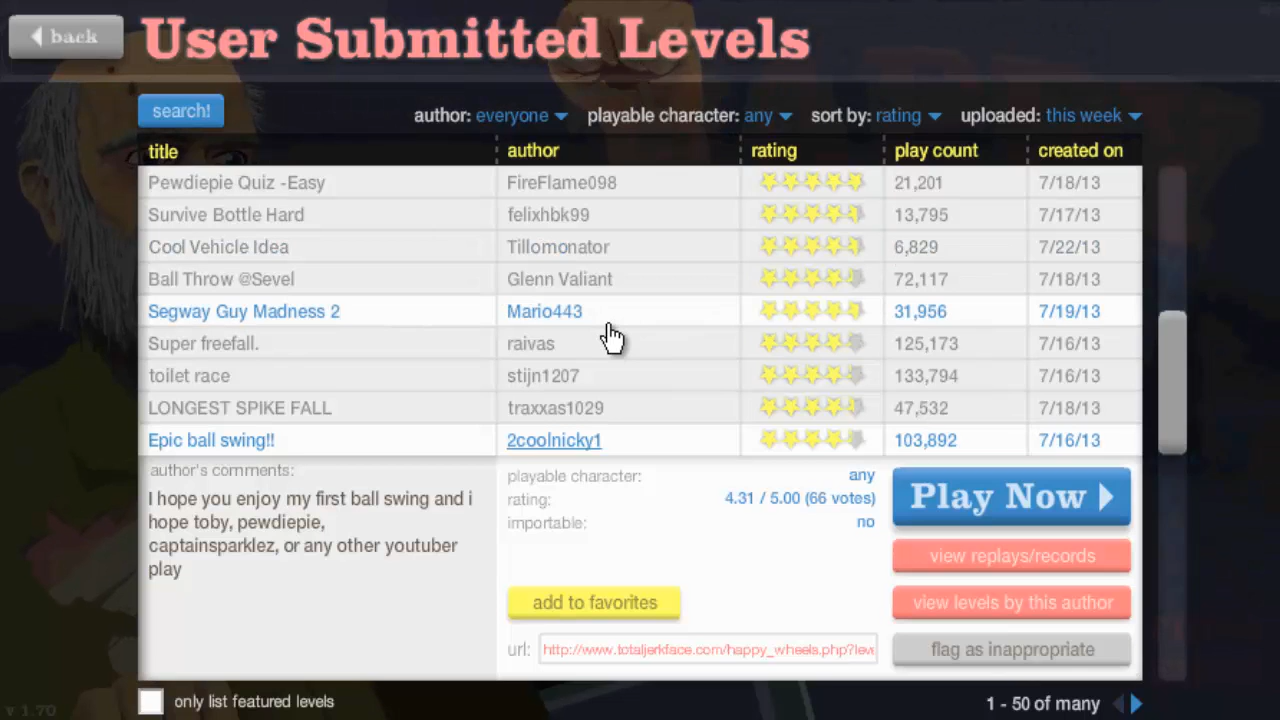 back
User Submitted Levels
search!
author: everyone playable character: any sort by: rating uploaded: this week
title author rating play count created on
Pewdiepie Quiz -Easy FireFlame098 21,201 7/18/13
Survive Bottle Hard felixhbk99 13,795 7/17/13
Cool Vehicle Idea Tillomonator 6,829 7/22/13
Ball Throw @Sevel Glenn Valiant 72,117 7/18/13
Segway Guy Madness 2 Mario443 31,956 7/19/13
Super freefall. raivas 125,173 7/16/13
toilet race stijn1207 133,794 7/16/13
LONGEST SPIKE FALL traxxas1029 47,532 7/18/13
Epic ball swing!! 2coolnicky1 103,892 7/16/13
author's comments:
I hope you enjoy my first ball swing and i
hope toby, pewdiepie,
captainsparklez, or any other youtuber
play
playable character: any
rating: 4.31 / 5.00 (66 votes)
importable: no
add to favorites
url: http://www.totaljerkface.com/happy_wheels.php?leve
Play Now
view replays/records
view levels by this author
flag as inappropriate
only list featured levels
1 - 50 of many
v 1.70